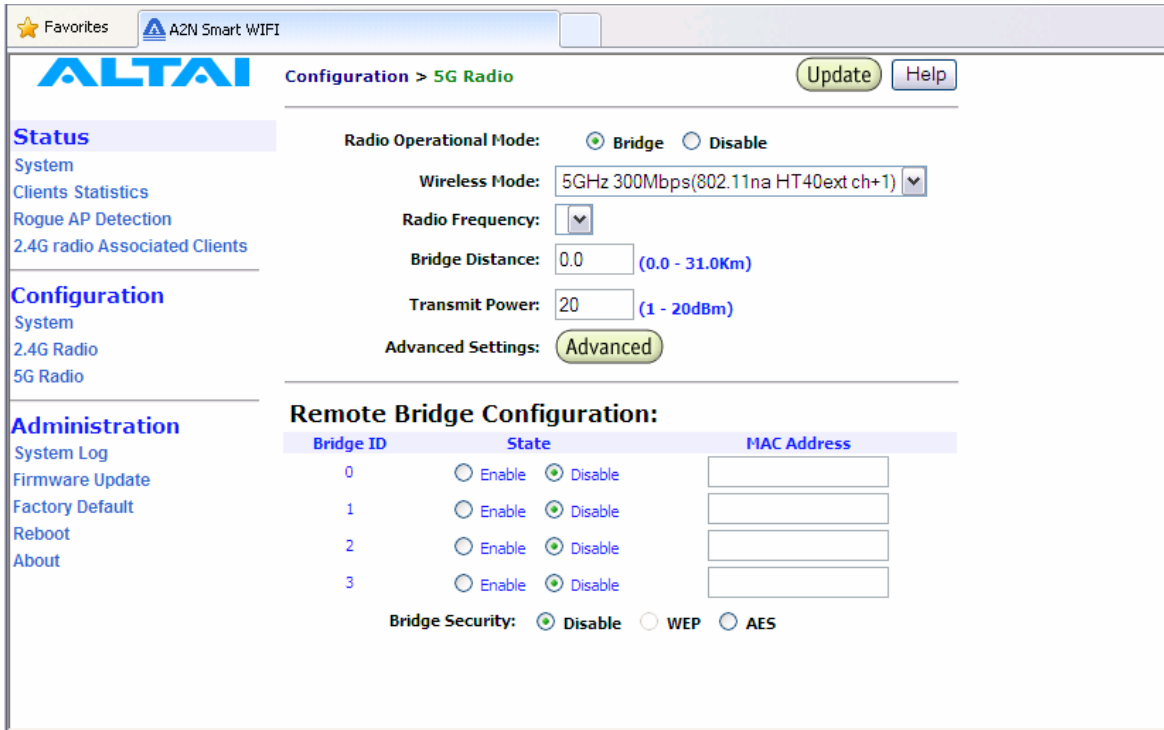 Favorites
A2N Smart WIFI
ALTAI
Configuration > 5G Radio
Update
Help
Status
System
Clients Statistics
Rogue AP Detection
2.4G radio Associated Clients
Configuration
System
2.4G Radio
5G Radio
Administration
System Log
Firmware Update
Factory Default
Reboot
About
Radio Operational Mode: Bridge Disable
Wireless Mode: 5GHz 300Mbps(802.11na HT40ext ch+1)
Radio Frequency:
Bridge Distance: 0.0 (0.0 - 31.0Km)
Transmit Power: 20 (1 - 20dBm)
Advanced Settings: Advanced
Remote Bridge Configuration:
Bridge ID State MAC Address
0 Enable Disable
1 Enable Disable
2 Enable Disable
3 Enable Disable
Bridge Security: Disable WEP AES